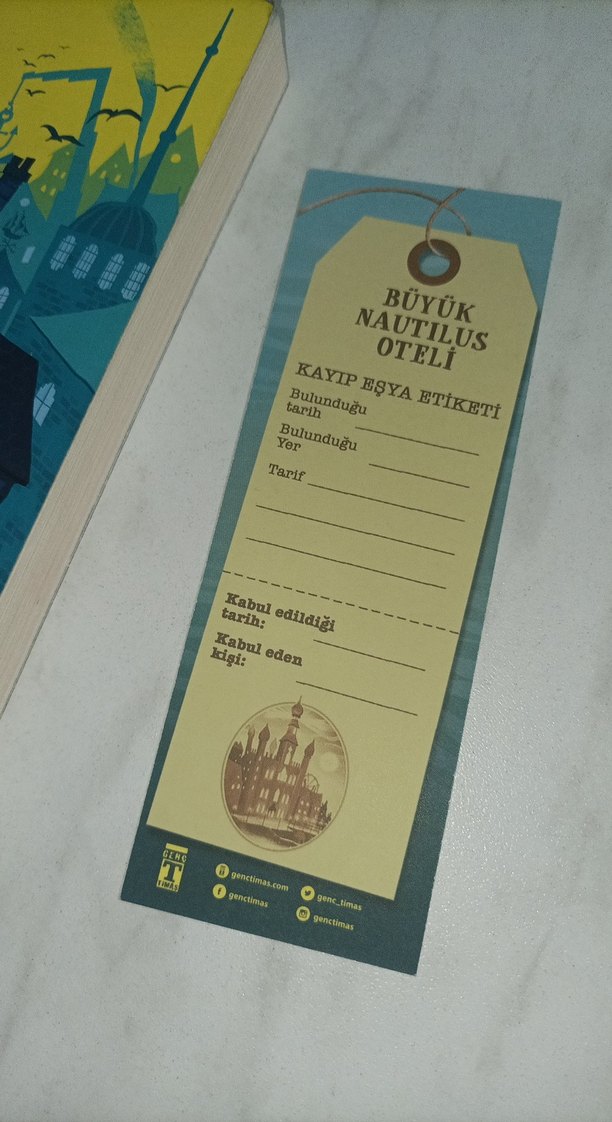 BÜYÜK
NAUTILUS
OTELİ
KAYIP EŞYA ETİKETİ
Bulunduğu
tarih
Bulunduğu
Yer
Tarif
Kabul edildiği
tarih:
Kabul eden
kişi:
GENÇ
T
TİMAŞ
genctimas.com
genc_timas
f genctimas
genctimas